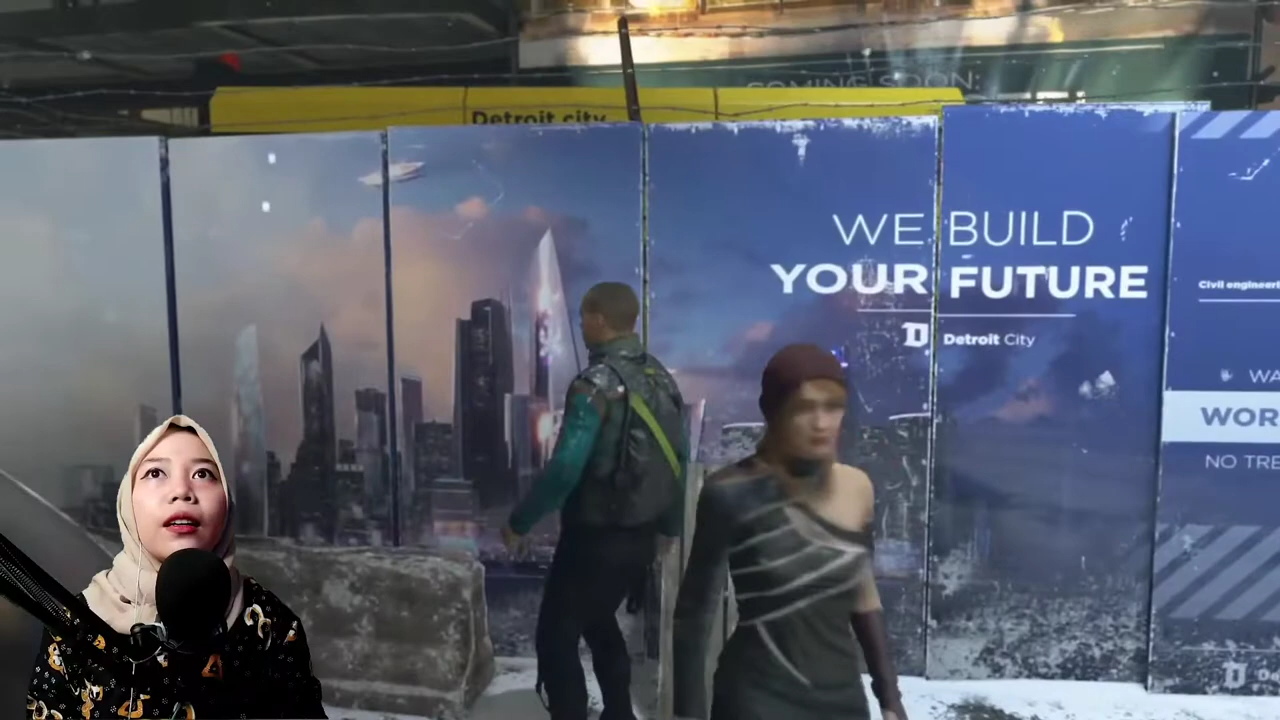 COMING SOON
Detroit city
WE BUILD
YOUR FUTURE
Detroit City
Civil engineeri
WA
WOR
NO TRE